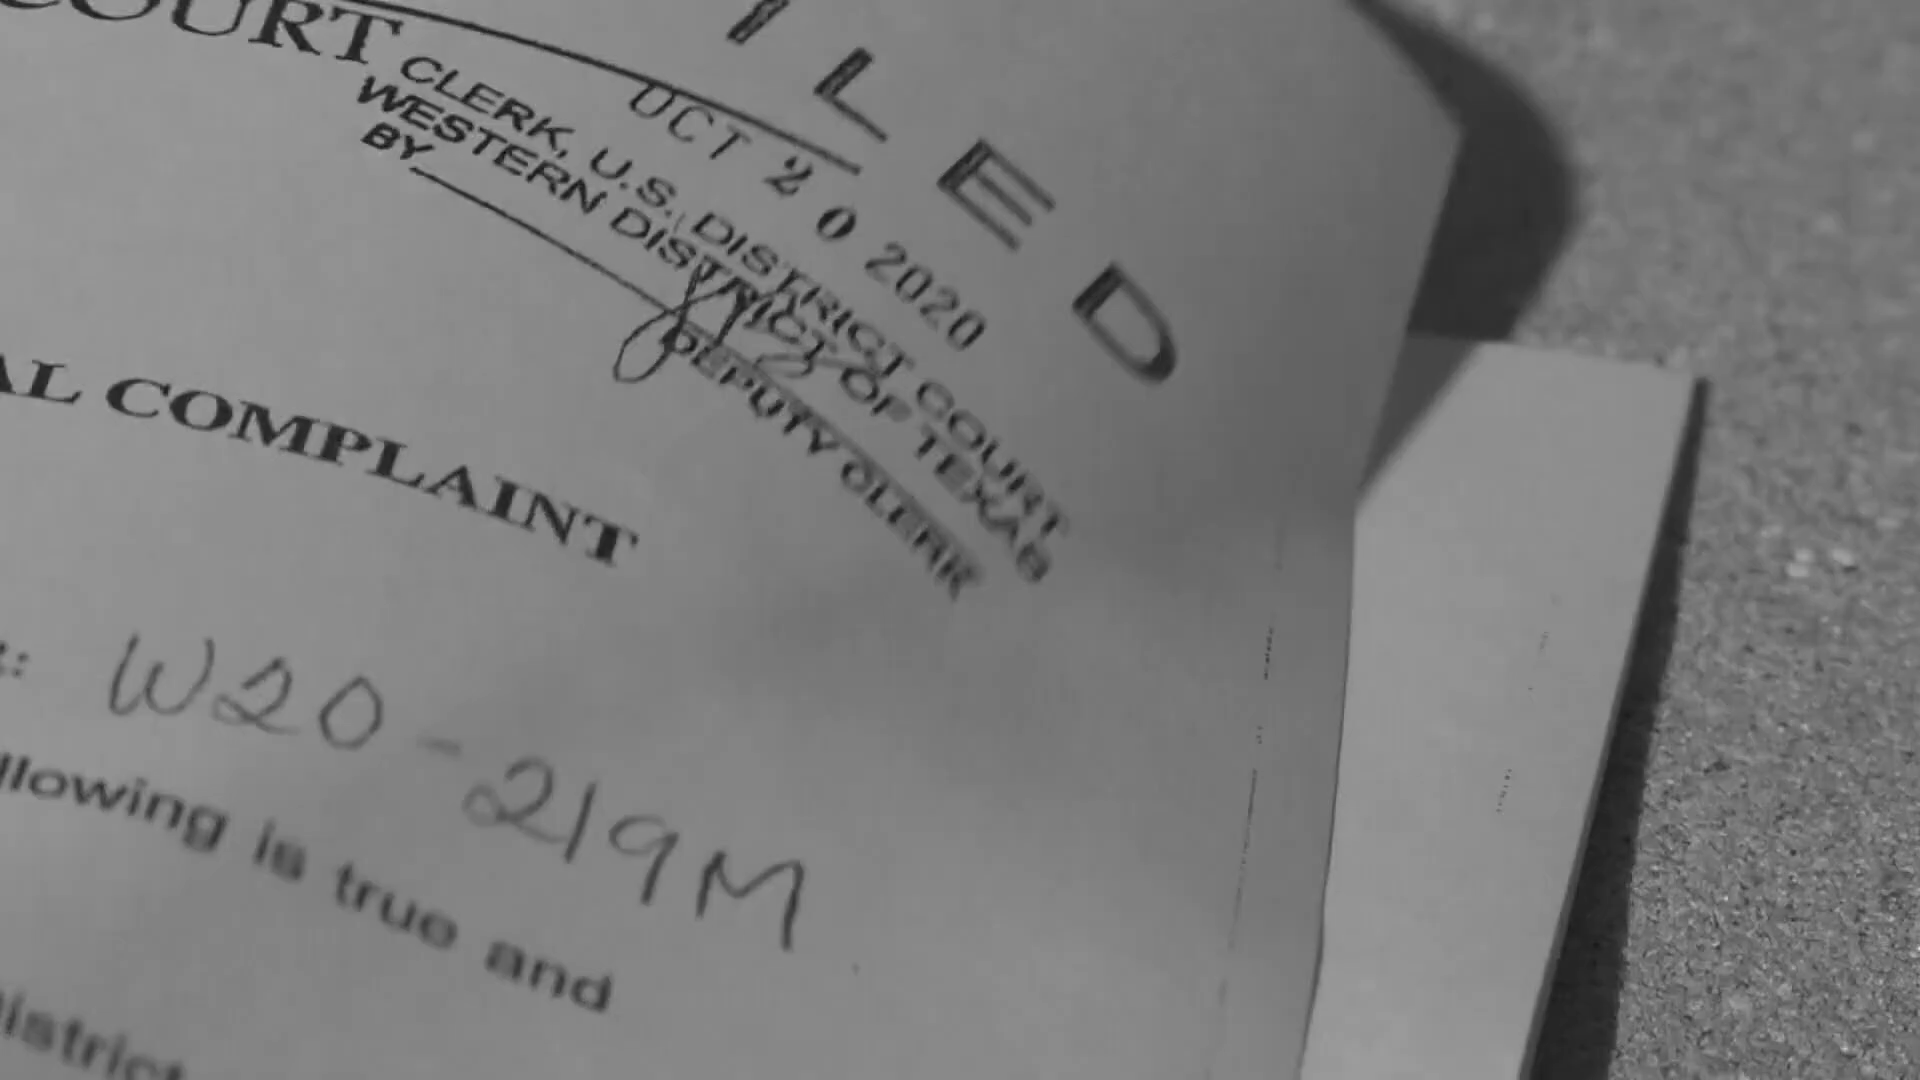 COURT
ILED
OCT 20 2020
CLERK, U.S. DISTRICT COURT
WESTERN DISTRICT OF TEXAS
BY
DEPUTY CLERK
AL COMPLAINT
: W20-219M
llowing is true and
istrict